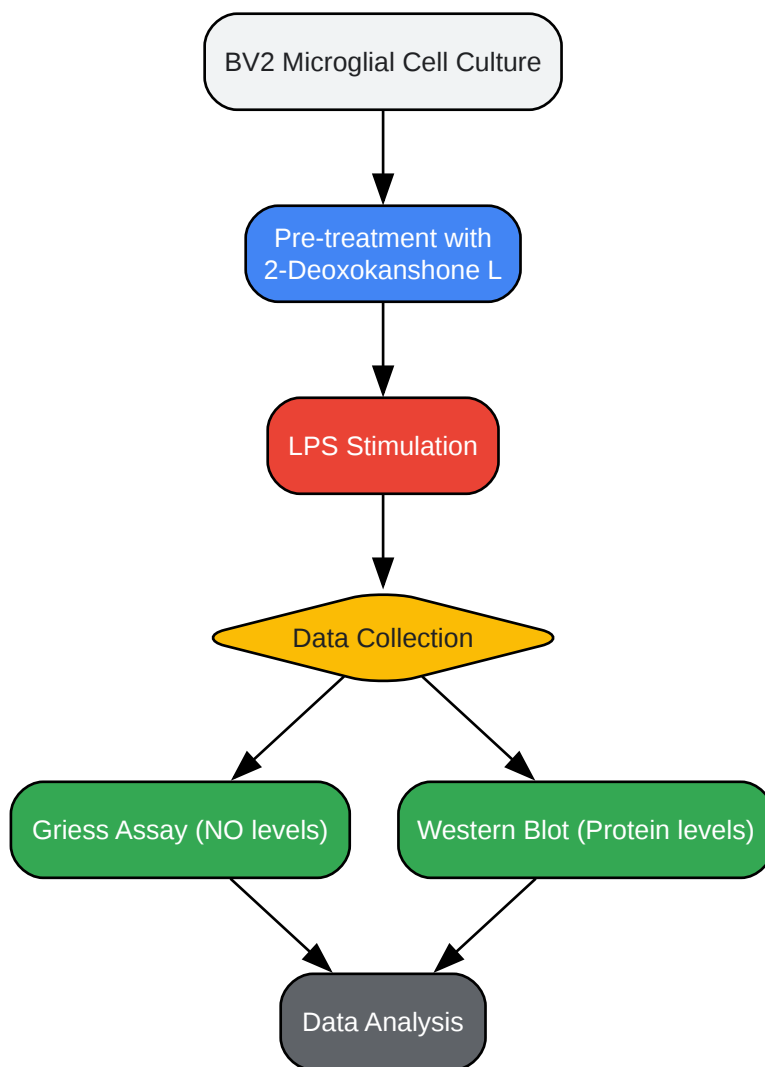 BV2 Microglial Cell Culture
Pre-treatment with
2-Deoxokanshone L
LPS Stimulation
Data Collection
Griess Assay (NO levels)
Western Blot (Protein levels)
Data Analysis